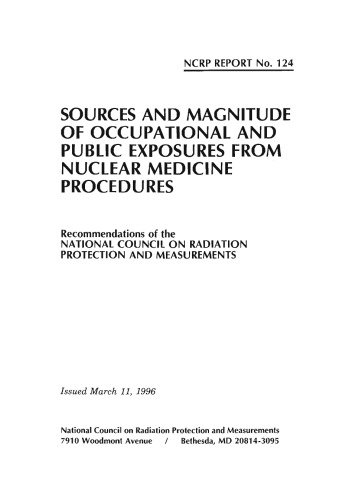 NCRP REPORT No. 124
SOURCES AND MAGNITUDE
OF OCCUPATIONAL AND
PUBLIC EXPOSURES FROM
NUCLEAR MEDICINE
PROCEDURES
Recommendations of the
NATIONAL COUNCIL ON RADIATION
PROTECTION AND MEASUREMENTS
Issued March 11, 1996
National Council on Radiation Protection and Measurements
7910 Woodmont Avenue / Bethesda, MD 20814-3095